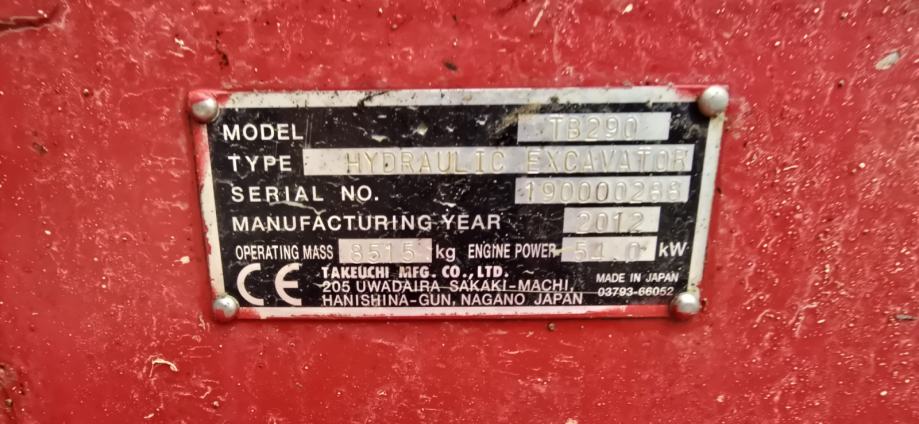 MODEL TB290
TYPE HYDRAULIC EXCAVATOR
SERIAL NO.
MANUFACTURING YEAR 2012
OPERATING MASS 8515 kg ENGINE POWER 54.0 kW
CE
TAKEUCHI MFG. CO., LTD.
205 UWADAIRA SAKAKI-MACHI,
HANISHINA-GUN, NAGANO JAPAN
MADE IN JAPAN
03793-66052